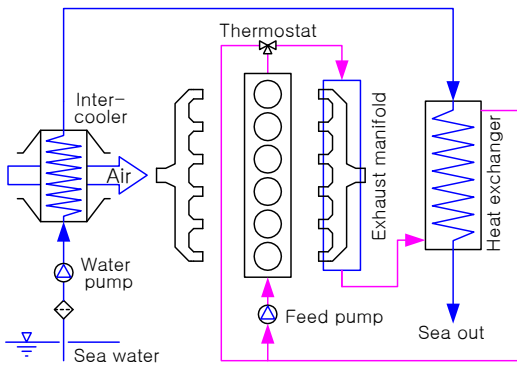 Thermostat
Inter-
cooler
Air
Exhaust manifold
Heat exchanger
Water
pump
Feed pump
Sea out
Sea water